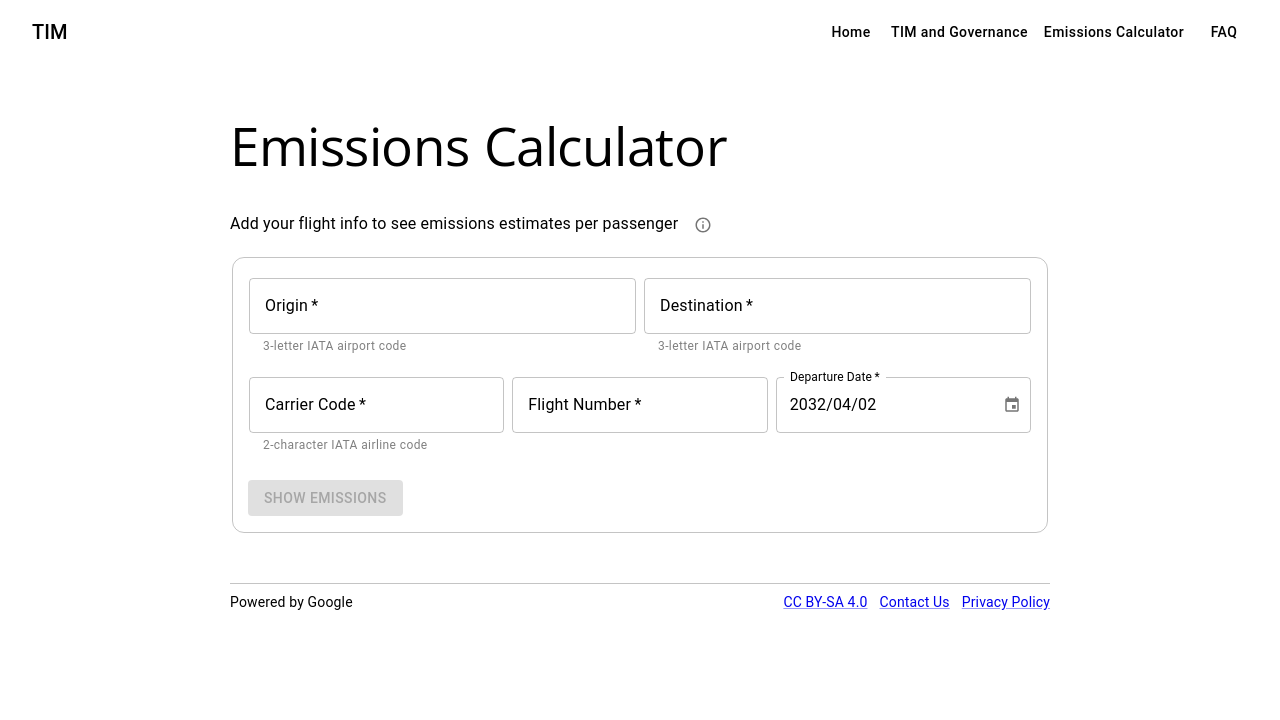 TIM
Home TIM and Governance Emissions Calculator FAQ
Emissions Calculator
Add your flight info to see emissions estimates per passenger
Origin * Destination *
3-letter IATA airport code 3-letter IATA airport code
Departure Date *
Carrier Code * Flight Number * 2032/04/02
2-character IATA airline code
SHOW EMISSIONS
Powered by Google CC BY-SA 4.0 Contact Us Privacy Policy